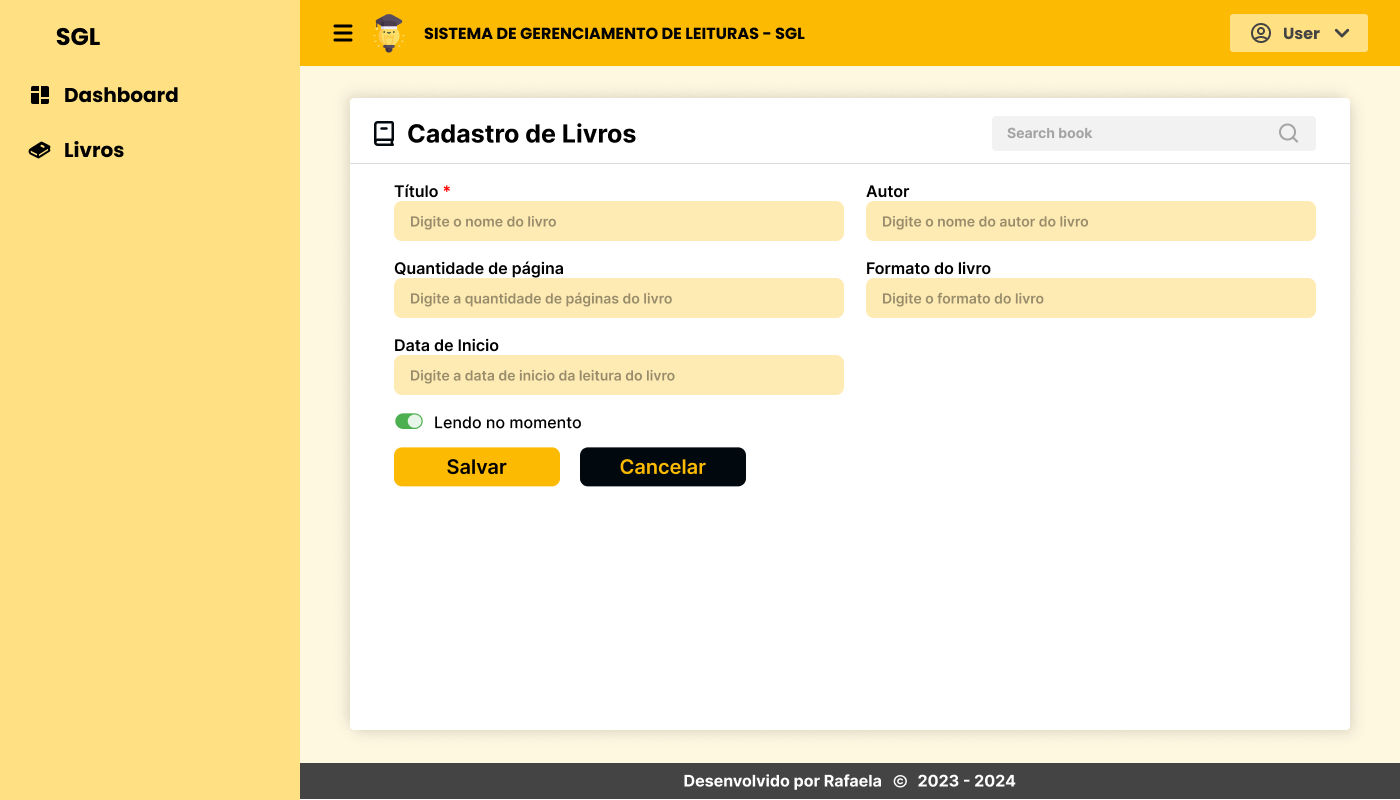 SGL
Dashboard
Livros
SISTEMA DE GERENCIAMENTO DE LEITURAS - SGL
User
Cadastro de Livros
Search book
Título *
Digite o nome do livro
Autor
Digite o nome do autor do livro
Quantidade de página
Digite a quantidade de páginas do livro
Formato do livro
Digite o formato do livro
Data de Inicio
Digite a data de inicio da leitura do livro
Lendo no momento
Salvar
Cancelar
Desenvolvido por Rafaela © 2023 - 2024